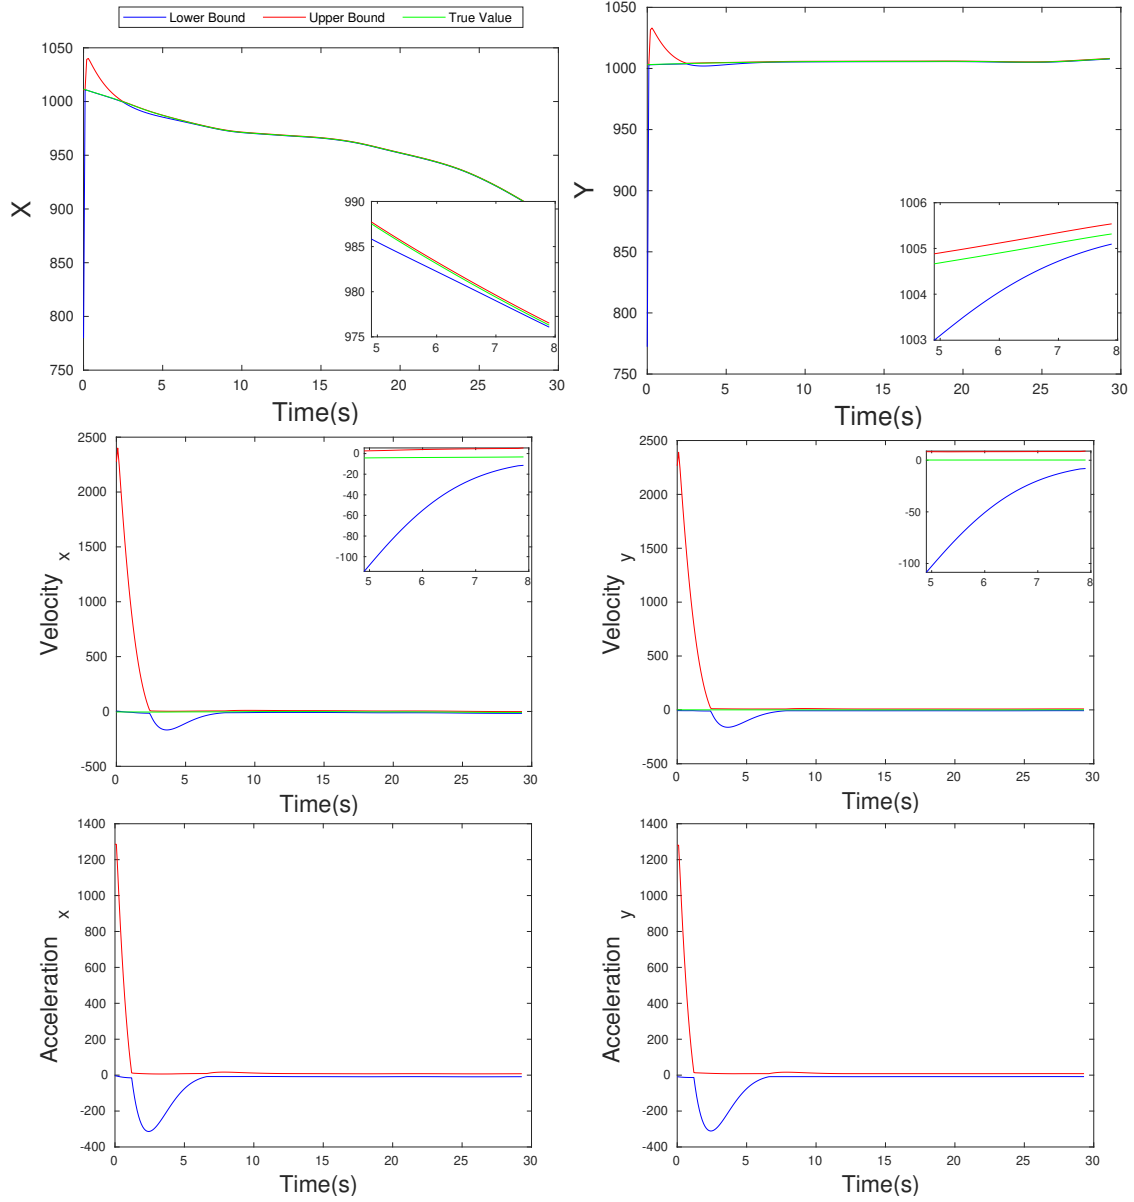 Lower Bound Upper Bound True Value
1050
1000
950
900
850
800
750
X
0 5 10 15 20 25 30
Time(s)
990
985
980
975
5 6 7 8
1050
1000
950
900
850
800
750
Y
0 5 10 15 20 25 30
Time(s)
1006
1005
1004
1003
5 6 7 8
2500
2000
1500
1000
500
0
-500
Velocity x
0 5 10 15 20 25 30
Time(s)
0
-20
-40
-60
-80
-100
5 6 7 8
2500
2000
1500
1000
500
0
-500
Velocity y
0 5 10 15 20 25 30
Time(s)
0
-50
-100
5 6 7 8
1400
1200
1000
800
600
400
200
0
-200
-400
Acceleration x
0 5 10 15 20 25 30
Time(s)
1400
1200
1000
800
600
400
200
0
-200
-400
Acceleration y
0 5 10 15 20 25 30
Time(s)